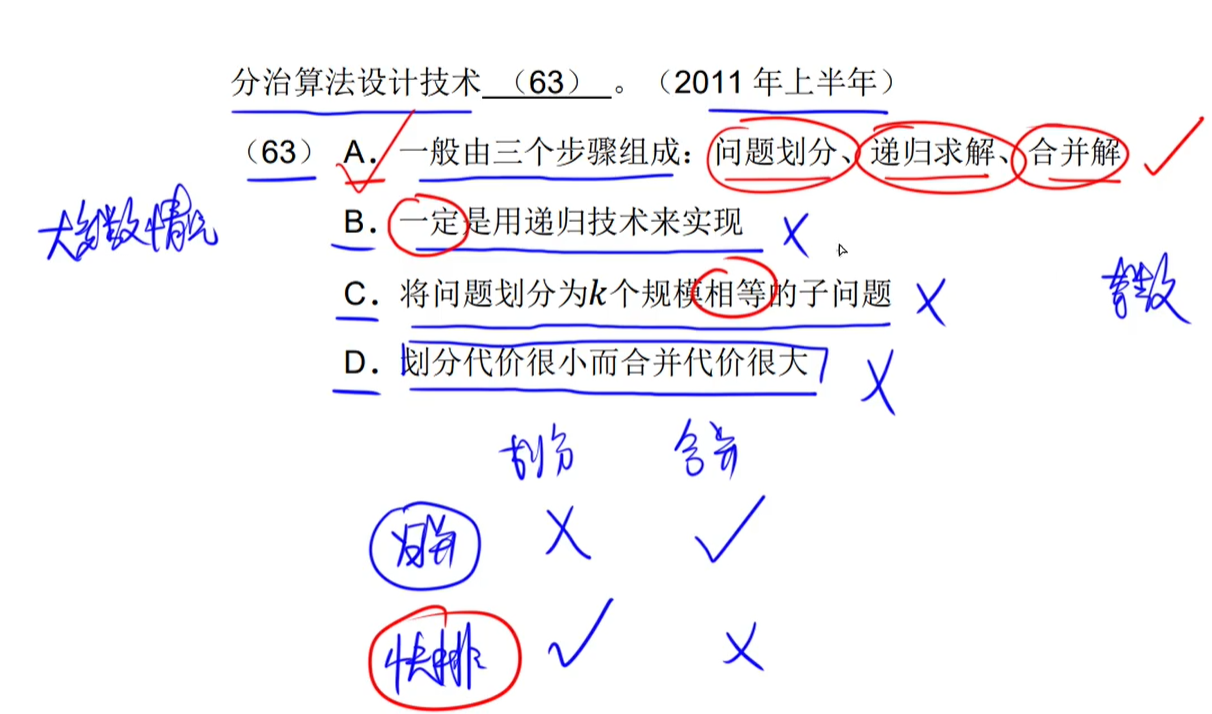 分治算法设计技术 （63） 。（2011 年上半年）
（63） A． 一般由三个步骤组成：问题划分、递归求解、合并解
大多数情况
B．一定是用递归技术来实现
C．将问题划分为k个规模相等的子问题
D．划分代价很小而合并代价很大
划分 合并
归并
快排